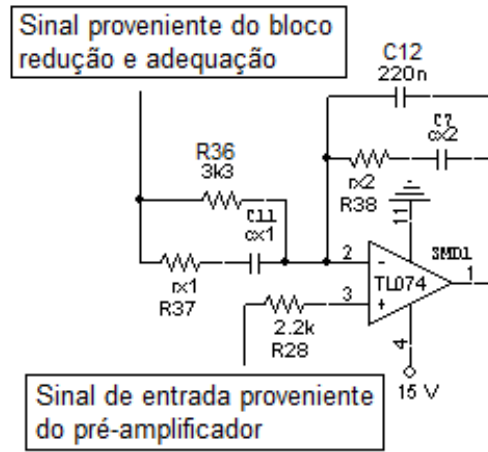 Sinal proveniente do bloco
redução e adequação
C12
220n
C7
cx2
R36
3k3
C11
cx1
rx2
R38
11
SMD1
rx1
R37
2
-
TL074
1
3
+
2.2k
R28
4
15 V
Sinal de entrada proveniente
do pré-amplificador